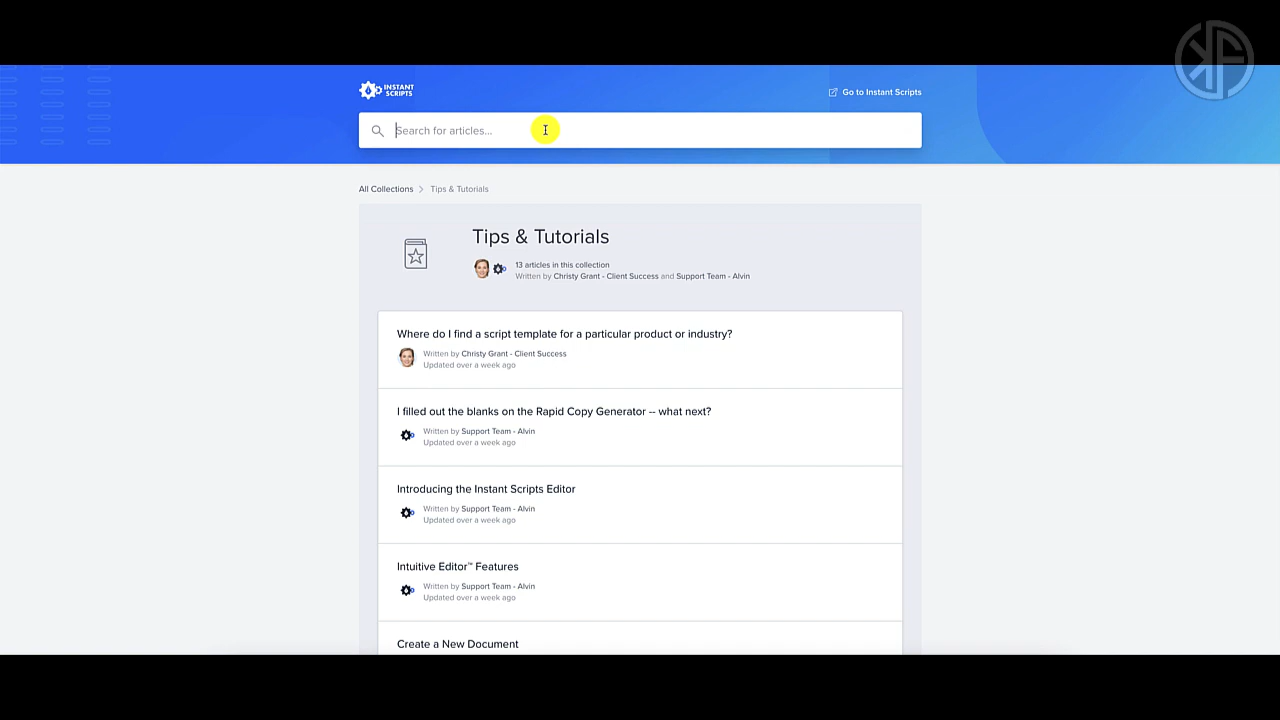 INSTANT
SCRIPTS
Go to Instant Scripts
Search for articles...
All Collections > Tips & Tutorials
Tips & Tutorials
13 articles in this collection
Written by Christy Grant - Client Success and Support Team - Alvin
Where do I find a script template for a particular product or industry?
Written by Christy Grant - Client Success
Updated over a week ago
I filled out the blanks on the Rapid Copy Generator -- what next?
Written by Support Team - Alvin
Updated over a week ago
Introducing the Instant Scripts Editor
Written by Support Team - Alvin
Updated over a week ago
Intuitive Editor™ Features
Written by Support Team - Alvin
Updated over a week ago
Create a New Document